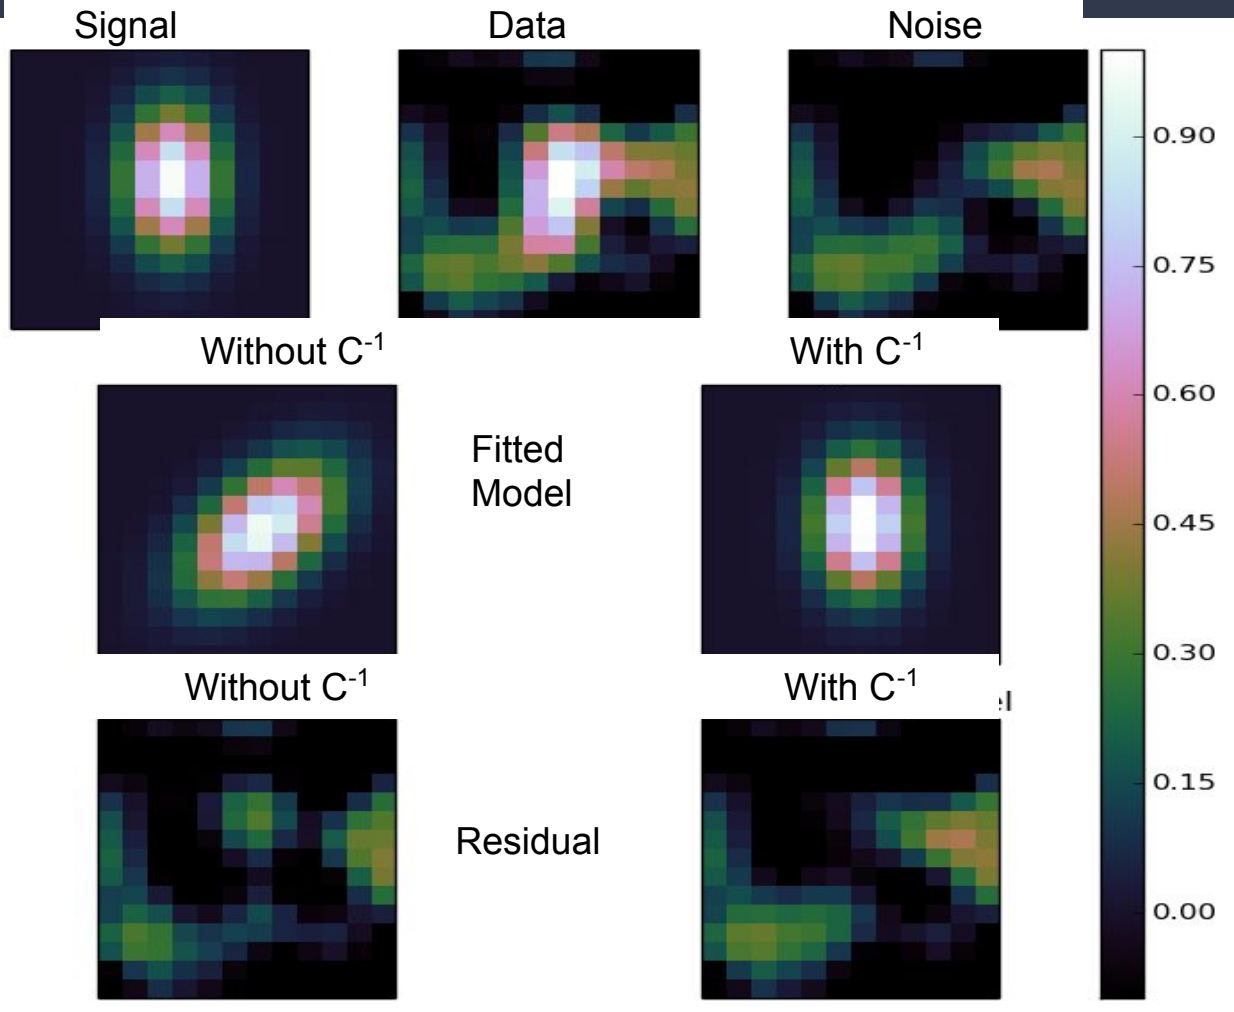 Signal Data Noise
Without C⁻¹ With C⁻¹
Fitted
Model
Without C⁻¹ With C⁻¹
Residual
0.90
0.75
0.60
0.45
0.30
0.15
0.00